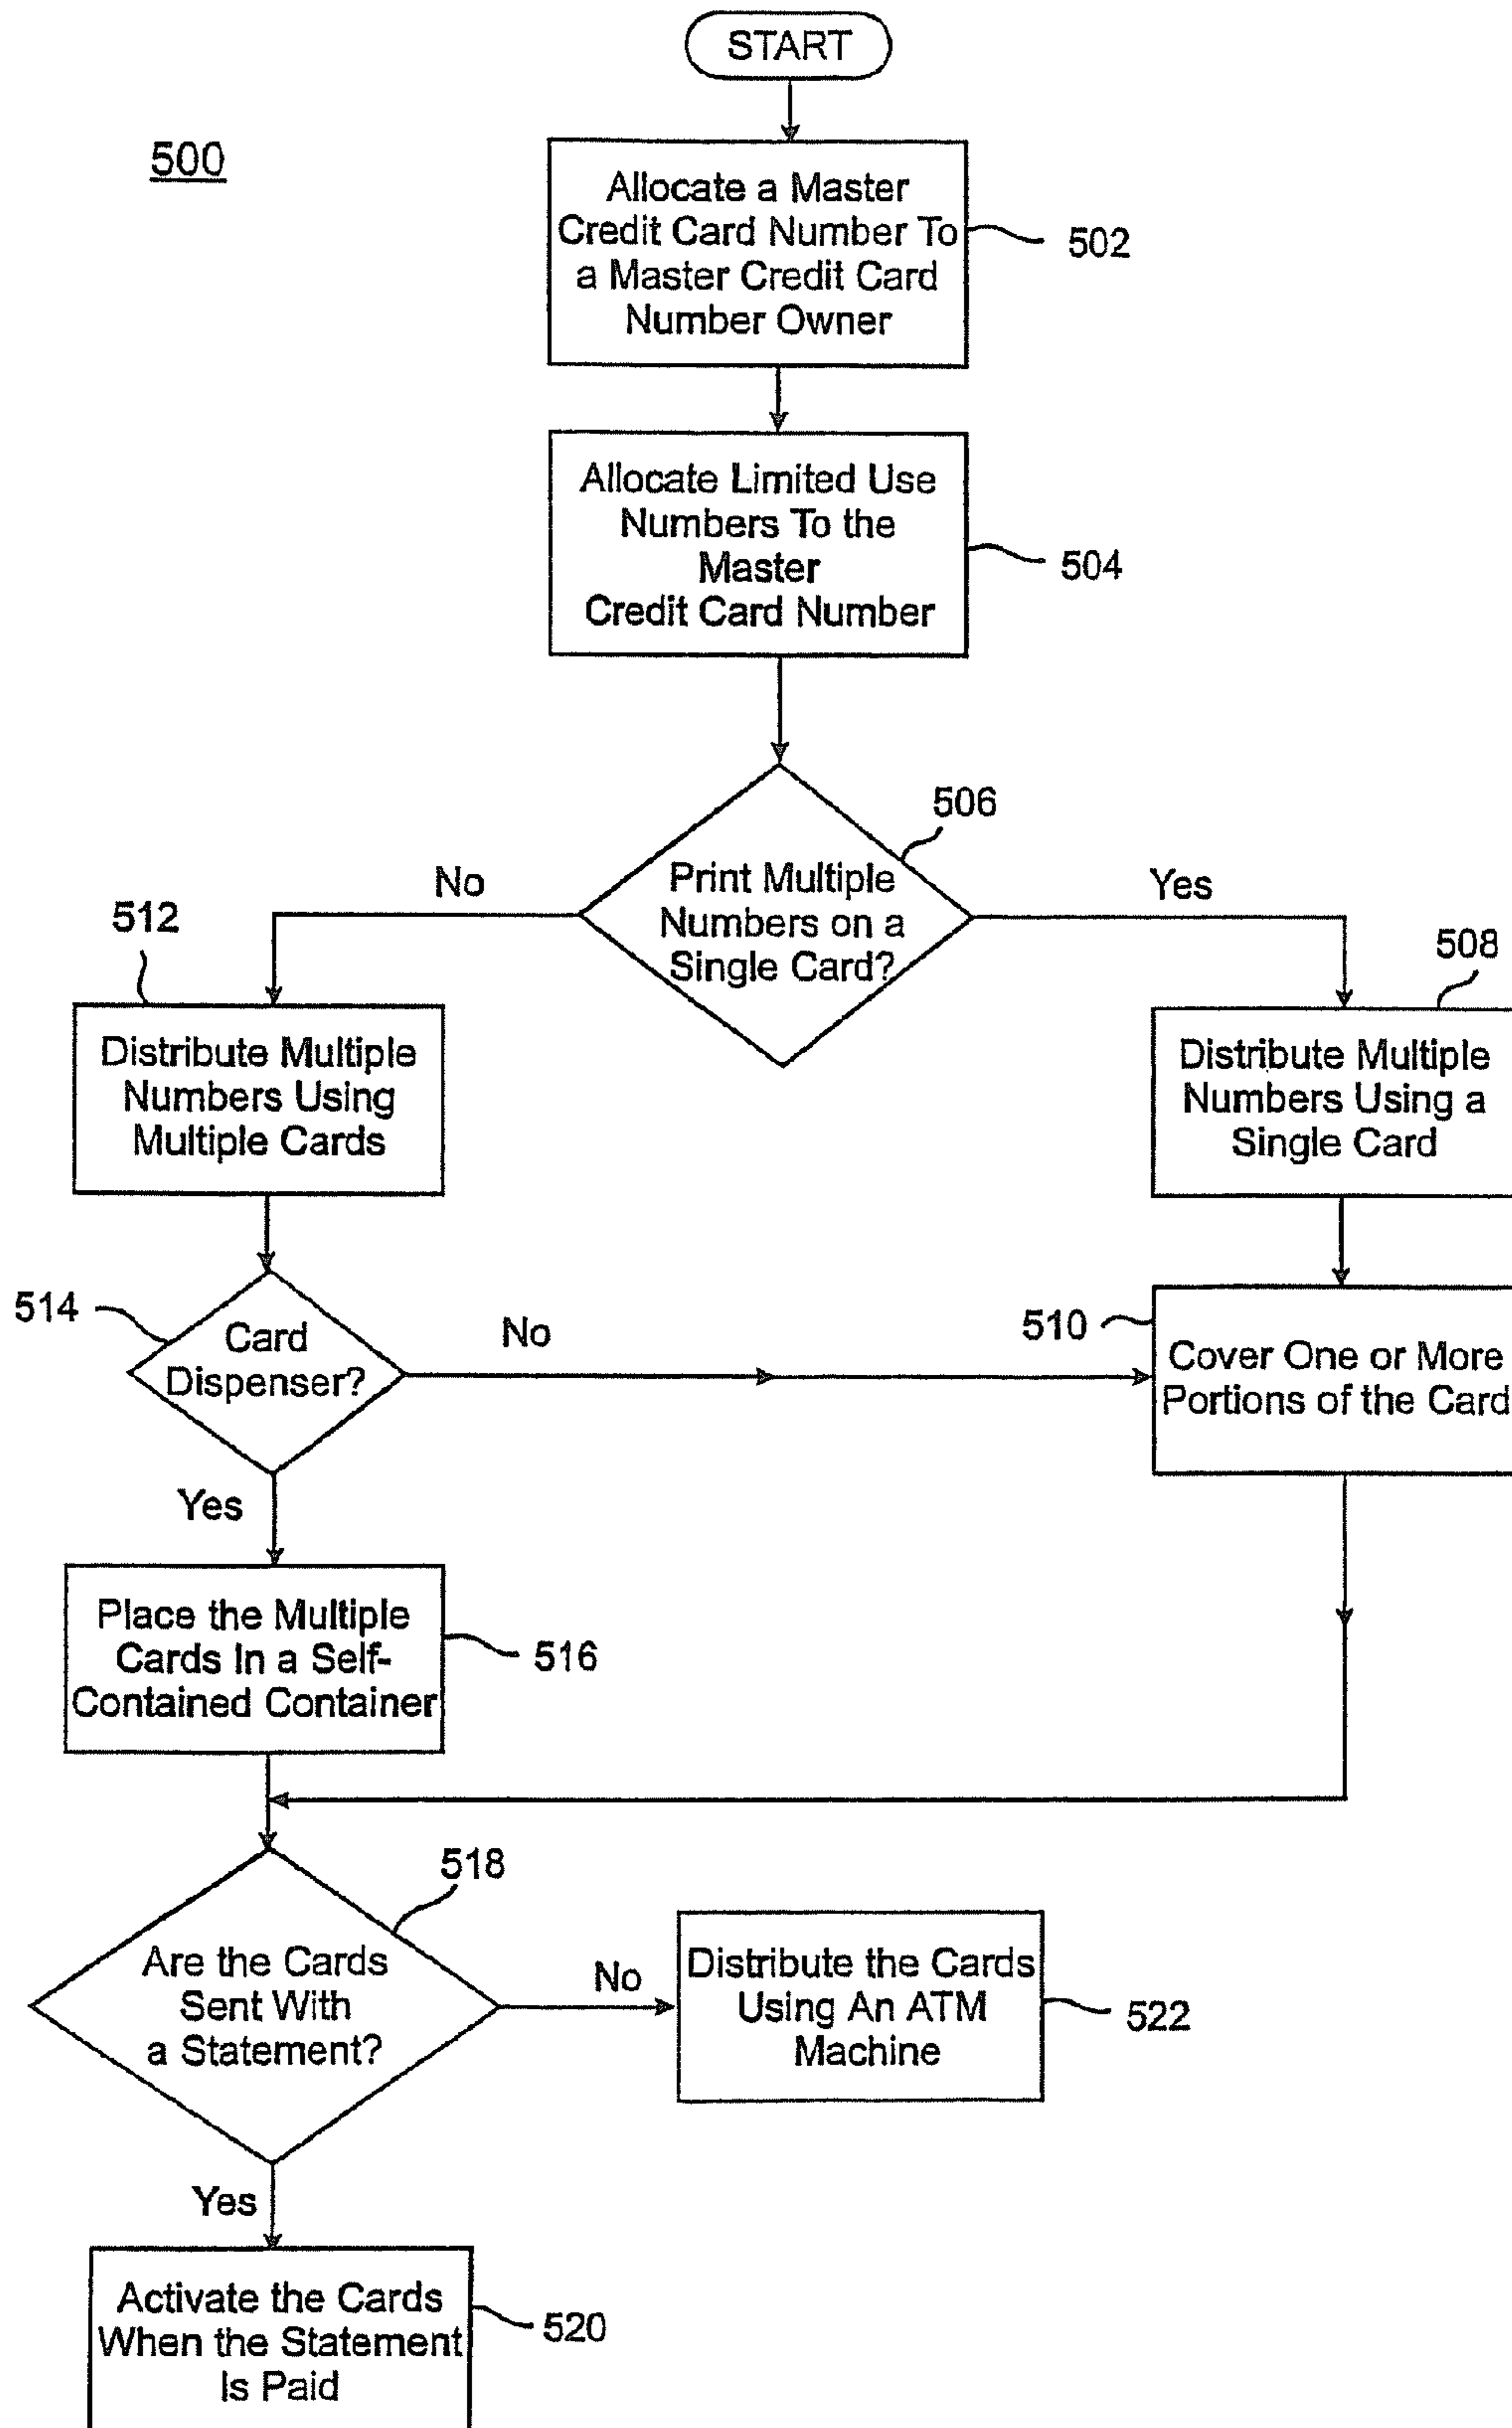 START
500
Allocate a Master
Credit Card Number To
a Master Credit Card
Number Owner
502
Allocate Limited Use
Numbers To the
Master
Credit Card Number
504
506
Print Multiple
Numbers on a
Single Card?
No
Yes
512
Distribute Multiple
Numbers Using
Multiple Cards
508
Distribute Multiple
Numbers Using a
Single Card
514
Card
Dispenser?
No
Yes
510
Cover One or More
Portions of the Card
Place the Multiple
Cards In a Self-
Contained Container
516
518
Are the Cards
Sent With
a Statement?
No
Distribute the Cards
Using An ATM
Machine
522
Yes
Activate the Cards
When the Statement
Is Paid
520